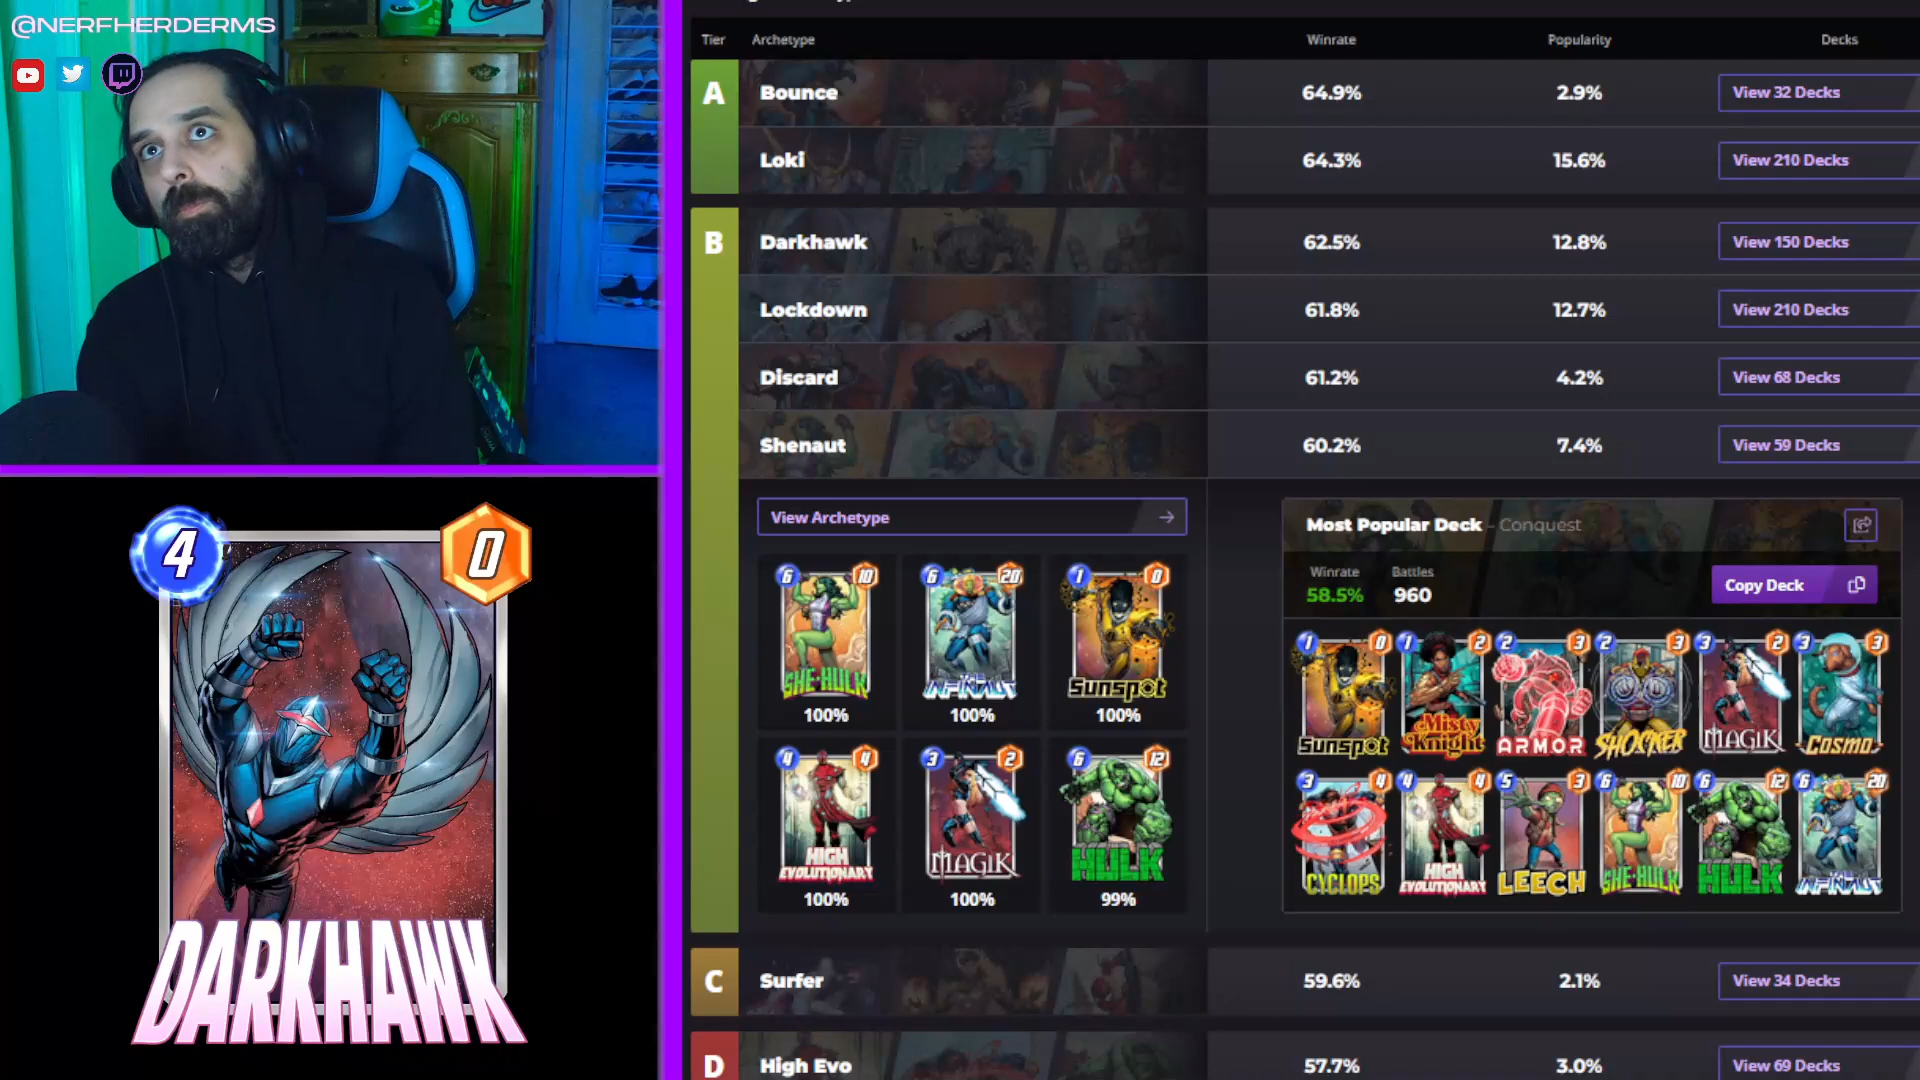 @NERFHERDERMS
4
0
DARKHAWK
Tier Archetype Winrate Popularity Decks
A
Bounce 64.9% 2.9% View 32 Decks
Loki 64.3% 15.6% View 210 Decks
B
Darkhawk 62.5% 12.8% View 150 Decks
Lockdown 61.8% 12.7% View 210 Decks
Discard 61.2% 4.2% View 68 Decks
Shenaut 60.2% 7.4% View 59 Decks
View Archetype
6 10 6 20 1 0
SHE-HULK INFINAUT SUNSPOT
100% 100% 100%
4 4 3 2 6 12
HIGH EVOLUTIONARY MAGIK HULK
100% 100% 99%
Most Popular Deck - Conquest
Winrate Battles
58.5% 960
Copy Deck
1 0 1 2 2 3 2 3 3 2 3 3
SUNSPOT Misty Knight ARMOR SHOCKER MAGIK COSMO
3 4 4 4 5 3 6 10 6 12 6 20
CYCLOPS HIGH EVOLUTIONARY LEECH SHE-HULK HULK INFINAUT
C
Surfer 59.6% 2.1% View 34 Decks
D
High Evo 57.7% 3.0% View 69 Decks